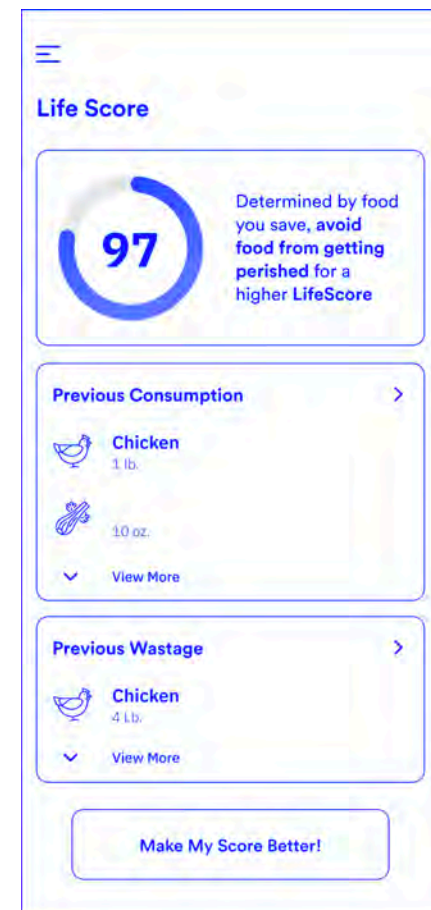 Life Score
97
Determined by food
you save, avoid
food from getting
perished for a
higher LifeScore
Previous Consumption
Chicken
1 lb.
10 oz.
View More
Previous Wastage
Chicken
4 Lb.
View More
Make My Score Better!